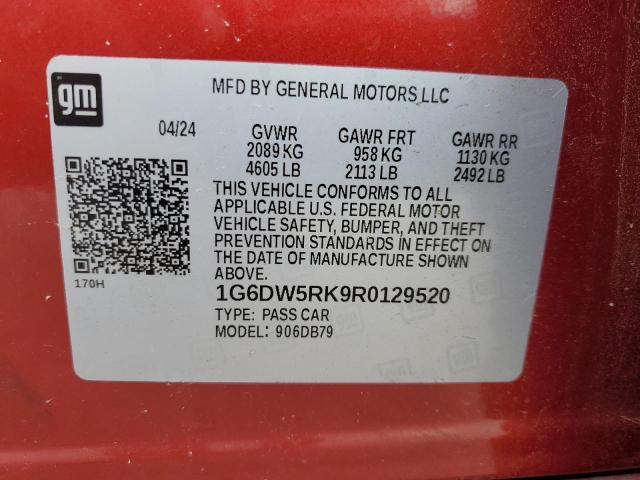 gm
MFD BY GENERAL MOTORS LLC
04/24 GVWR GAWR FRT GAWR RR
2089 KG 958 KG 1130 KG
4605 LB 2113 LB 2492 LB
THIS VEHICLE CONFORMS TO ALL
APPLICABLE U.S. FEDERAL MOTOR
VEHICLE SAFETY, BUMPER, AND THEFT
PREVENTION STANDARDS IN EFFECT ON
THE DATE OF MANUFACTURE SHOWN
ABOVE.
170H
1G6DW5RK9R0129520
TYPE: PASS CAR
MODEL: 906DB79